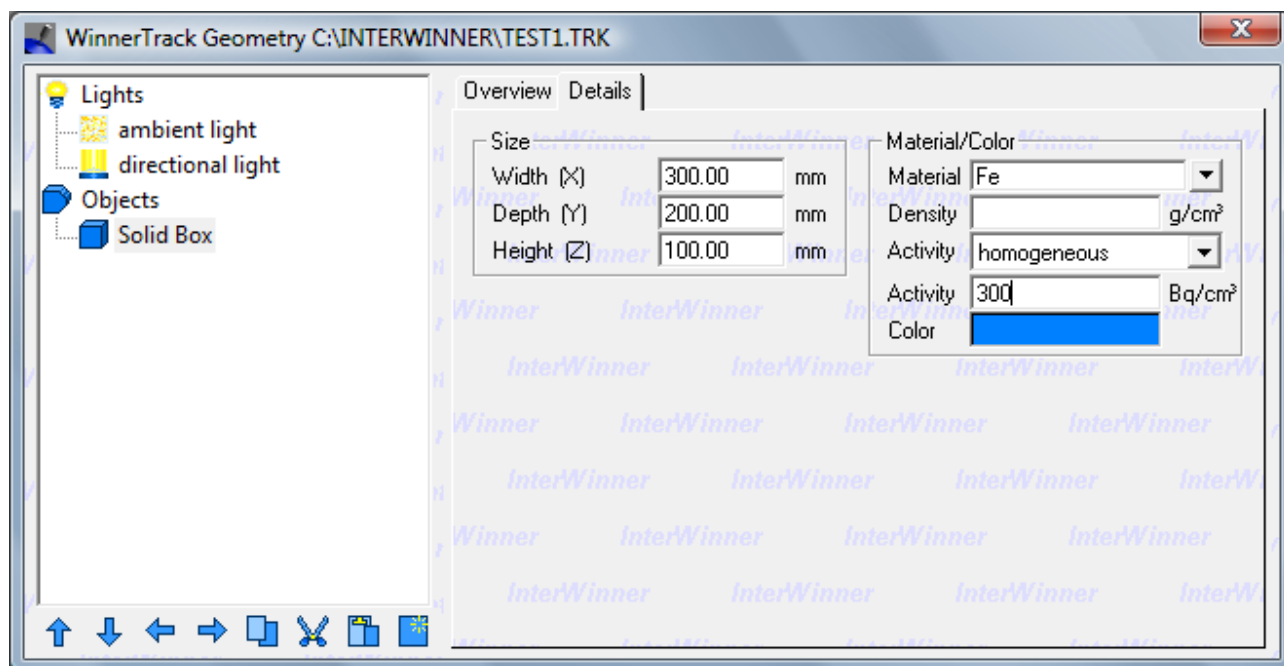 WinnerTrack Geometry C:\INTERWINNER\TEST1.TRK
Lights
ambient light
directional light
Objects
Solid Box
Overview Details
Size
Width (X) 300.00 mm
Depth (Y) 200.00 mm
Height (Z) 100.00 mm
Material/Color
Material Fe
Density g/cm³
Activity homogeneous
Activity 300 Bq/cm³
Color
InterWinner